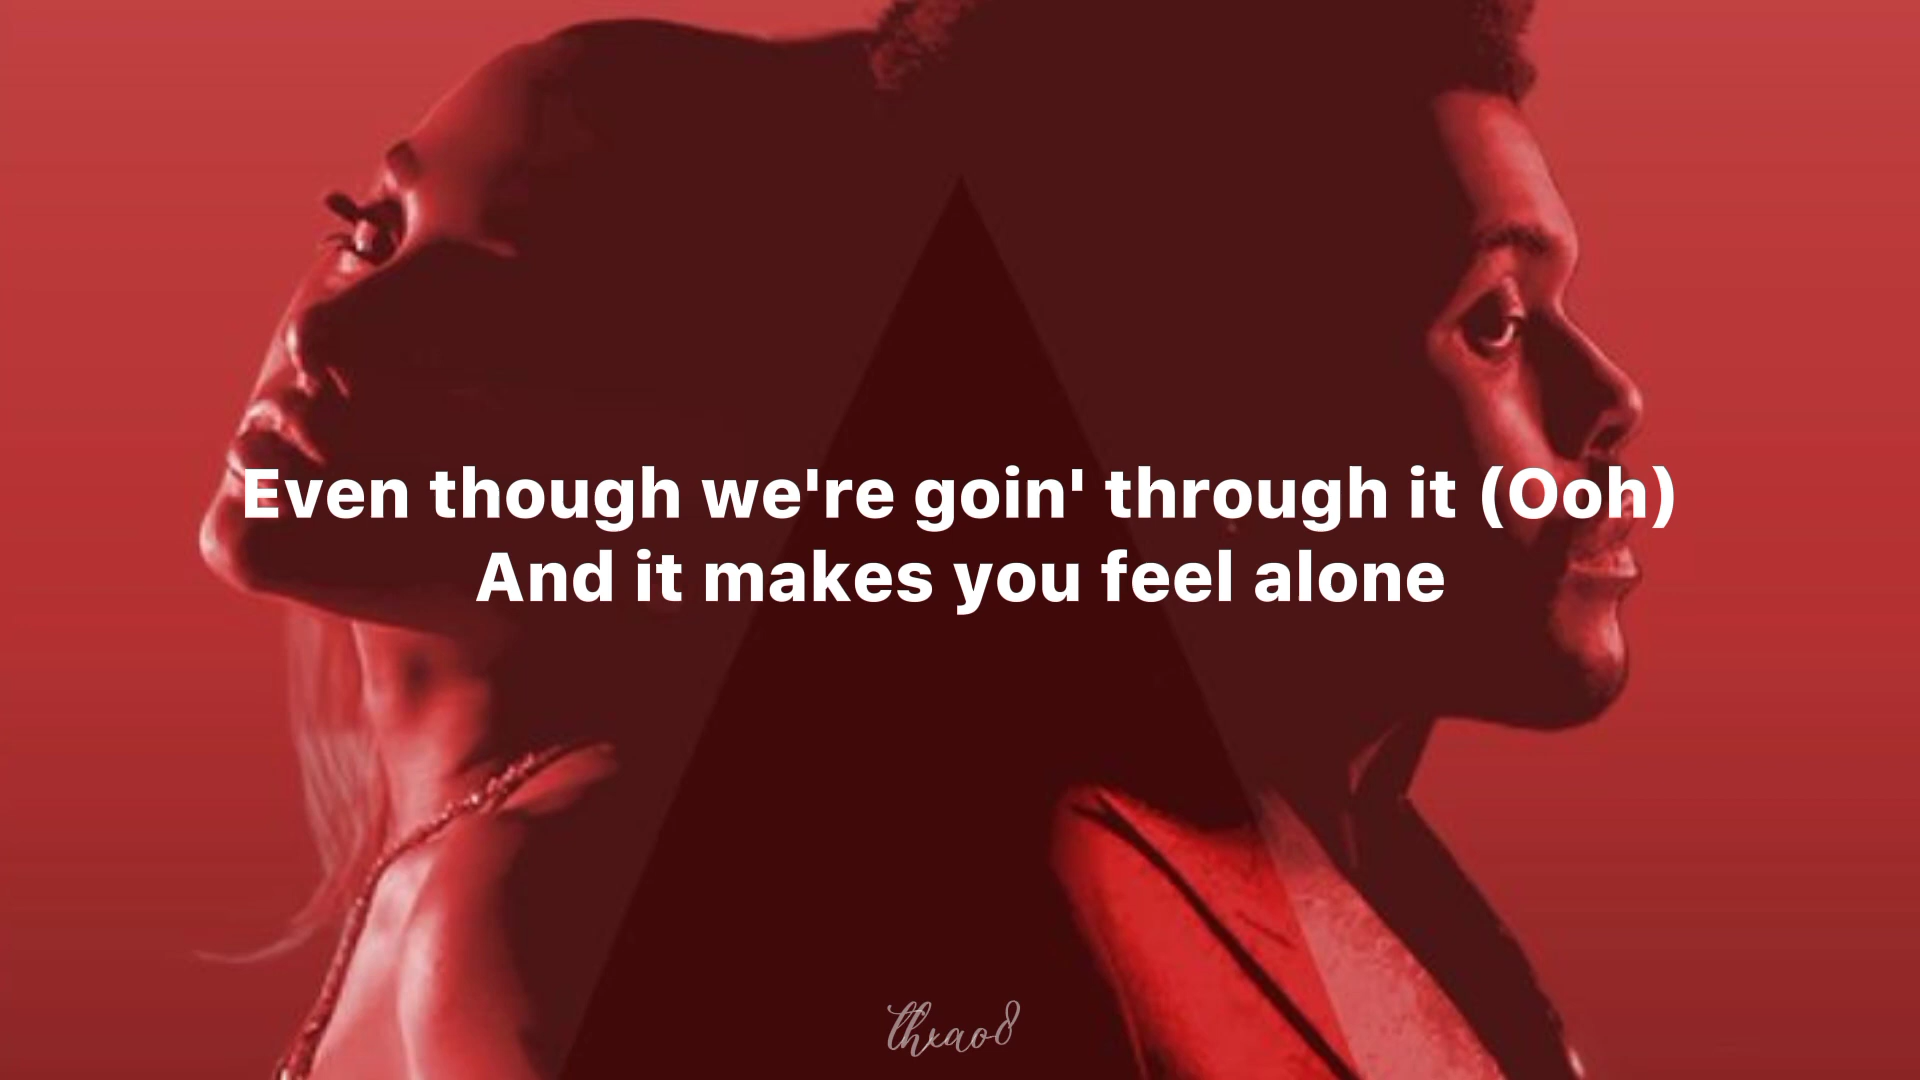 Even though we're goin' through it (Ooh)
And it makes you feel alone
thxao8